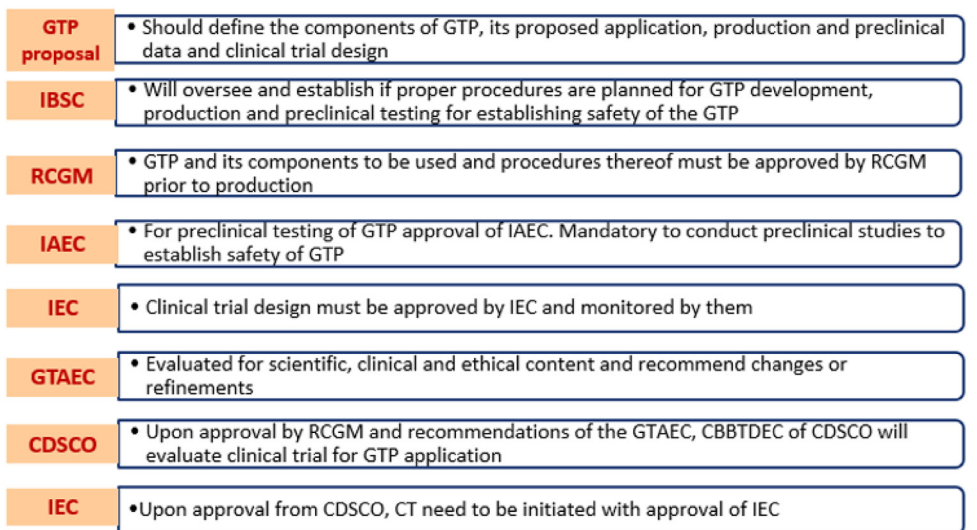 GTP
proposal
• Should define the components of GTP, its proposed application, production and preclinical
data and clinical trial design
IBSC
• Will oversee and establish if proper procedures are planned for GTP development,
production and preclinical testing for establishing safety of the GTP
RCGM
• GTP and its components to be used and procedures thereof must be approved by RCGM
prior to production
IAEC
• For preclinical testing of GTP approval of IAEC. Mandatory to conduct preclinical studies to
establish safety of GTP
IEC
• Clinical trial design must be approved by IEC and monitored by them
GTAEC
• Evaluated for scientific, clinical and ethical content and recommend changes or
refinements
CDSCO
• Upon approval by RCGM and recommendations of the GTAEC, CBBTDEC of CDSCO will
evaluate clinical trial for GTP application
IEC
•Upon approval from CDSCO, CT need to be initiated with approval of IEC